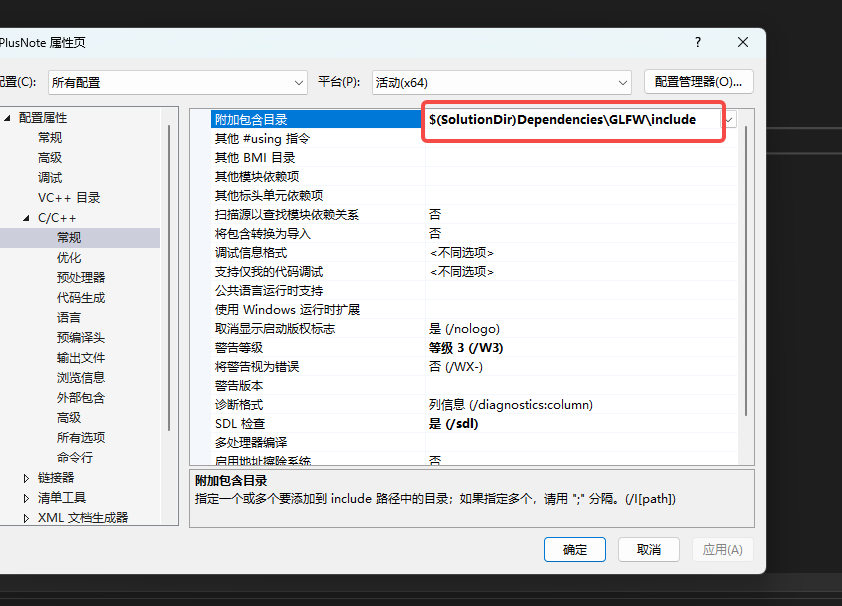 PlusNote 属性页
配置(C):
所有配置
平台(P):
活动(x64)
配置管理器(O)...
配置属性
常规
高级
调试
VC++ 目录
C/C++
常规
优化
预处理器
代码生成
语言
预编译头
输出文件
浏览信息
外部包含
高级
所有选项
命令行
链接器
清单工具
XML 文档生成器
附加包含目录 $(SolutionDir)Dependencies\GLFW\include
其他 #using 指令
其他 BMI 目录
其他模块依赖项
其他标头单元依赖项
扫描源以查找模块依赖关系 否
将包含转换为导入 否
调试信息格式 <不同选项>
支持仅我的代码调试 <不同选项>
公共语言运行时支持
使用 Windows 运行时扩展
取消显示启动版权标志 是 (/nologo)
警告等级 等级 3 (/W3)
将警告视为错误 否 (/WX-)
警告版本
诊断格式 列信息 (/diagnostics:column)
SDL 检查 是 (/sdl)
多处理器编译
启用地址擦除系统 否
附加包含目录
指定一个或多个要添加到 include 路径中的目录；如果指定多个，请用 ";" 分隔。(/I[path])
确定
取消
应用(A)